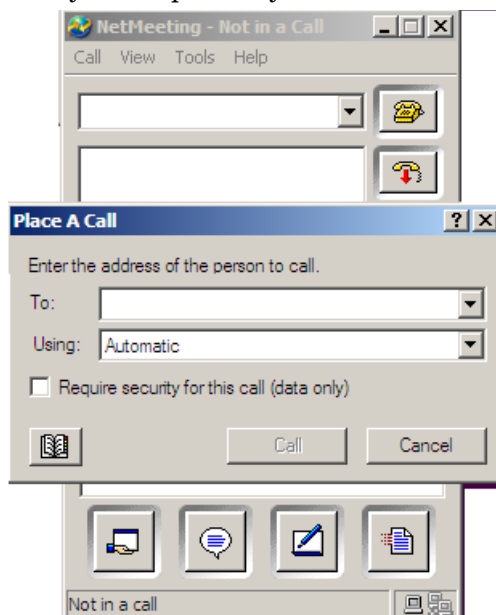 NetMeeting - Not in a Call
Call View Tools Help
Place A Call
Enter the address of the person to call.
To:
Using: Automatic
Require security for this call (data only)
Call Cancel
Not in a call